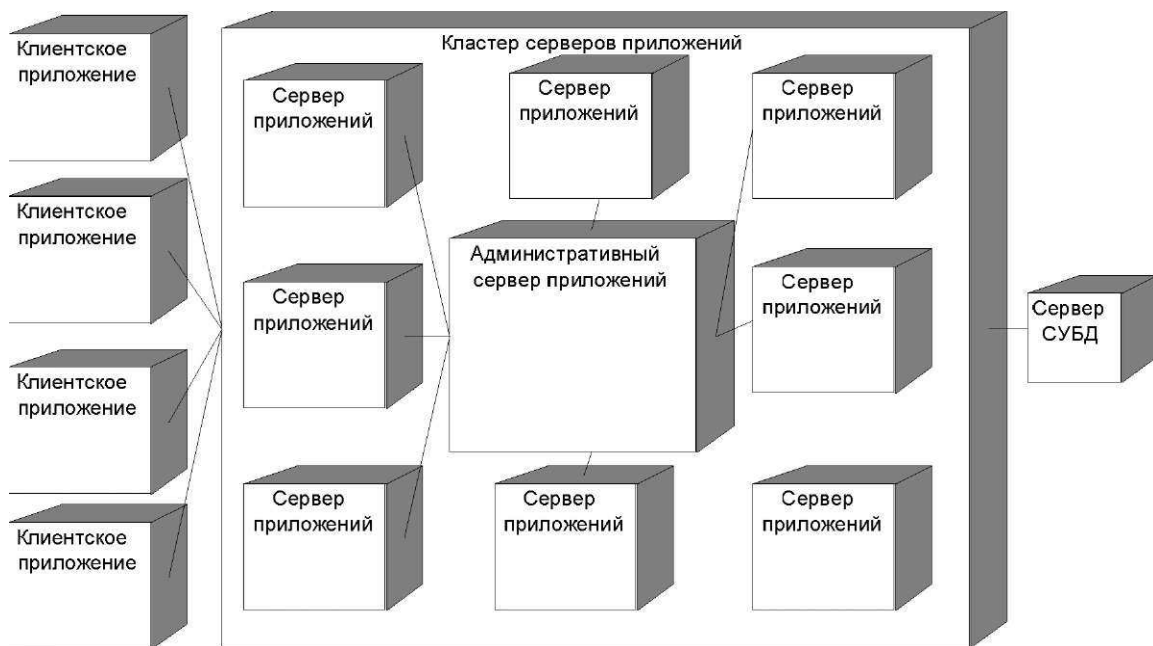 Клиентское
приложение
Клиентское
приложение
Клиентское
приложение
Клиентское
приложение
Кластер серверов приложений
Сервер
приложений
Сервер
приложений
Сервер
приложений
Сервер
приложений
Административный
сервер приложений
Сервер
приложений
Сервер
приложений
Сервер
приложений
Сервер
приложений
Сервер
СУБД